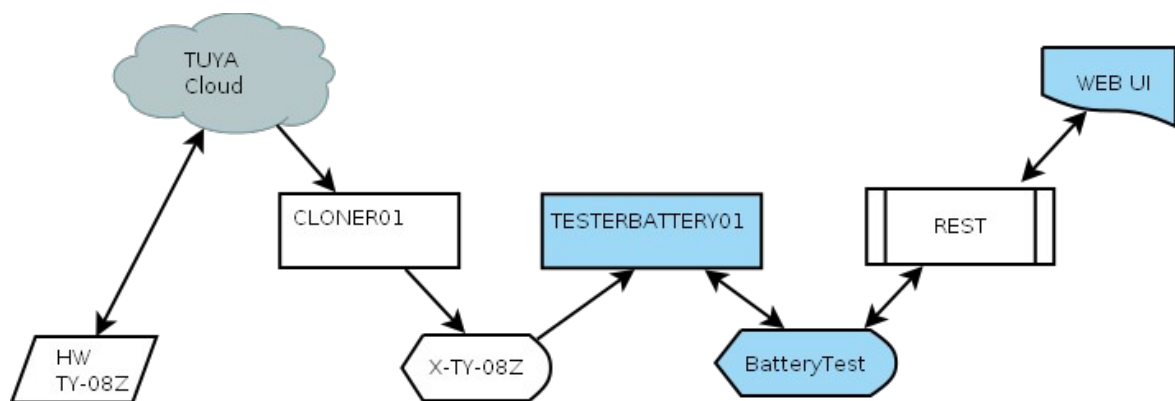 TUYA
Cloud
WEB UI
CLONER01
TESTERBATTERY01
REST
HW
TY-08Z
X-TY-08Z
BatteryTest